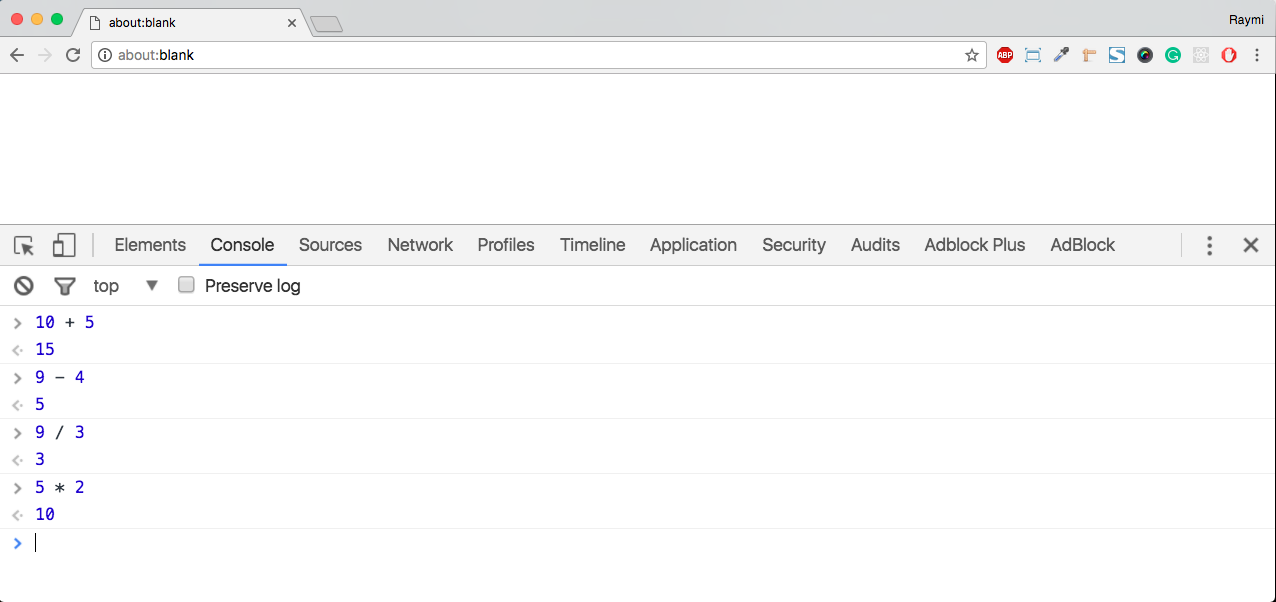 about:blank
Raymi
about:blank
ABP
Elements Console Sources Network Profiles Timeline Application Security Audits Adblock Plus AdBlock
top Preserve log
> 10 + 5
15
> 9 - 4
5
> 9 / 3
3
> 5 * 2
10
>